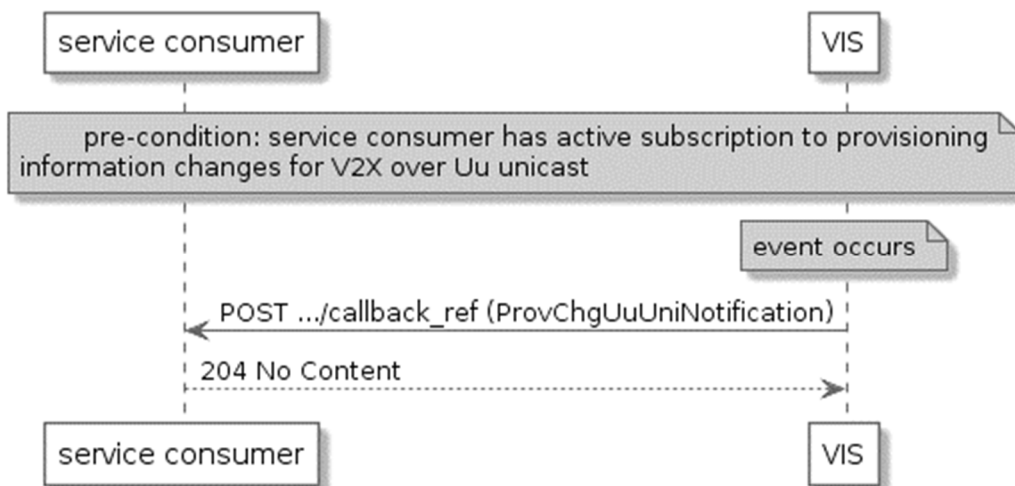 service consumer
VIS
pre-condition: service consumer has active subscription to provisioning
information changes for V2X over Uu unicast
event occurs
POST .../callback_ref (ProvChgUuUniNotification)
204 No Content
service consumer
VIS